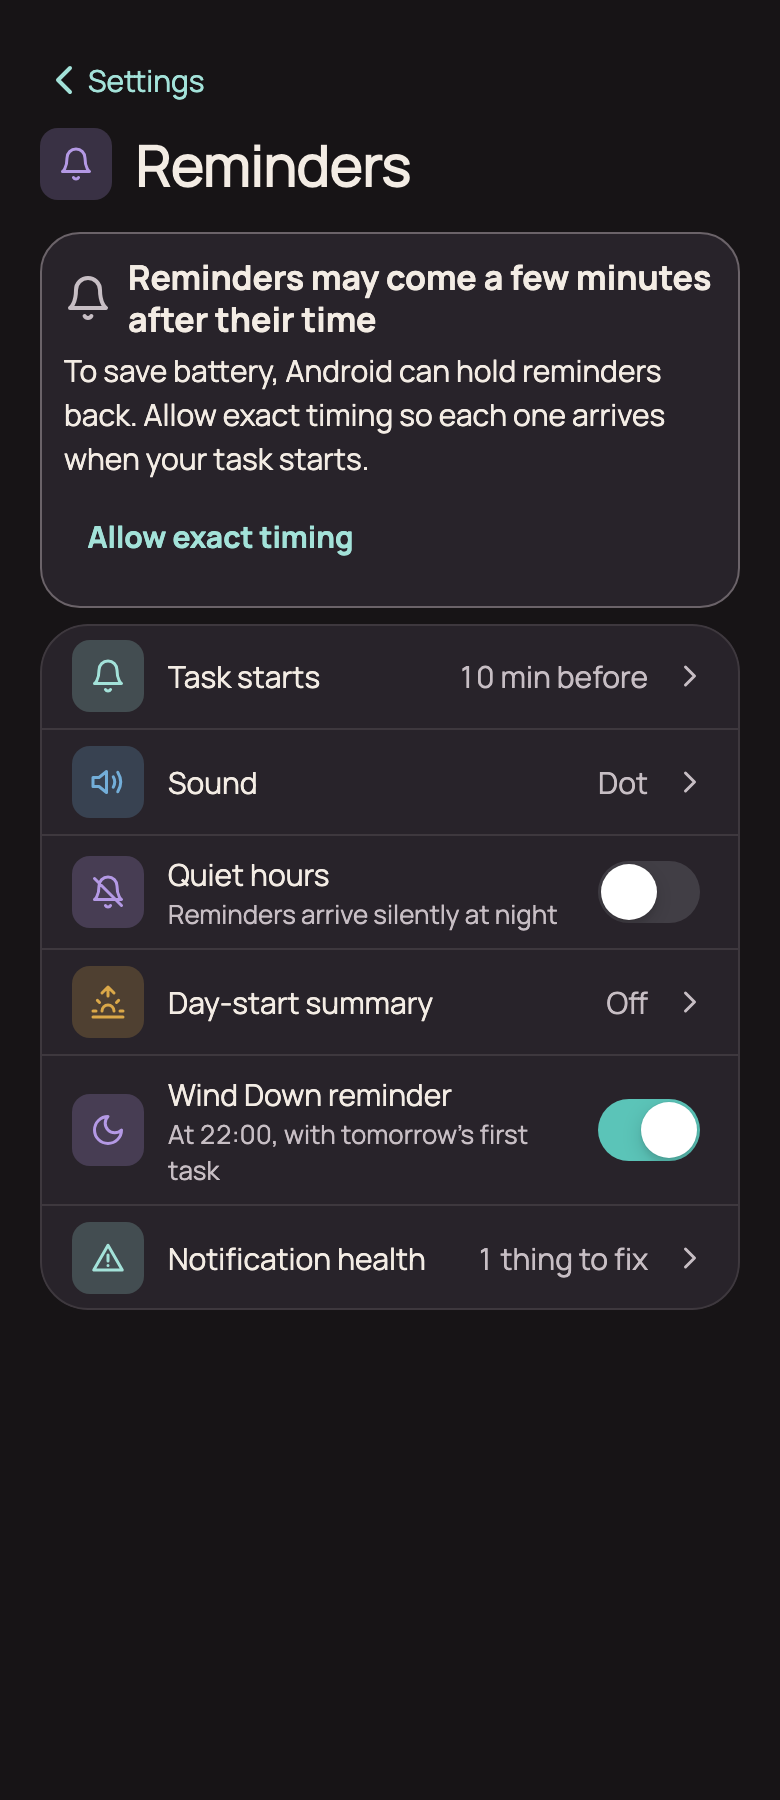 Settings
Reminders
Reminders may come a few minutes
after their time
To save battery, Android can hold reminders
back. Allow exact timing so each one arrives
when your task starts.
Allow exact timing
Task starts 10 min before
Sound Dot
Quiet hours
Reminders arrive silently at night
Day-start summary Off
Wind Down reminder
At 22:00, with tomorrow's first
task
Notification health 1 thing to fix